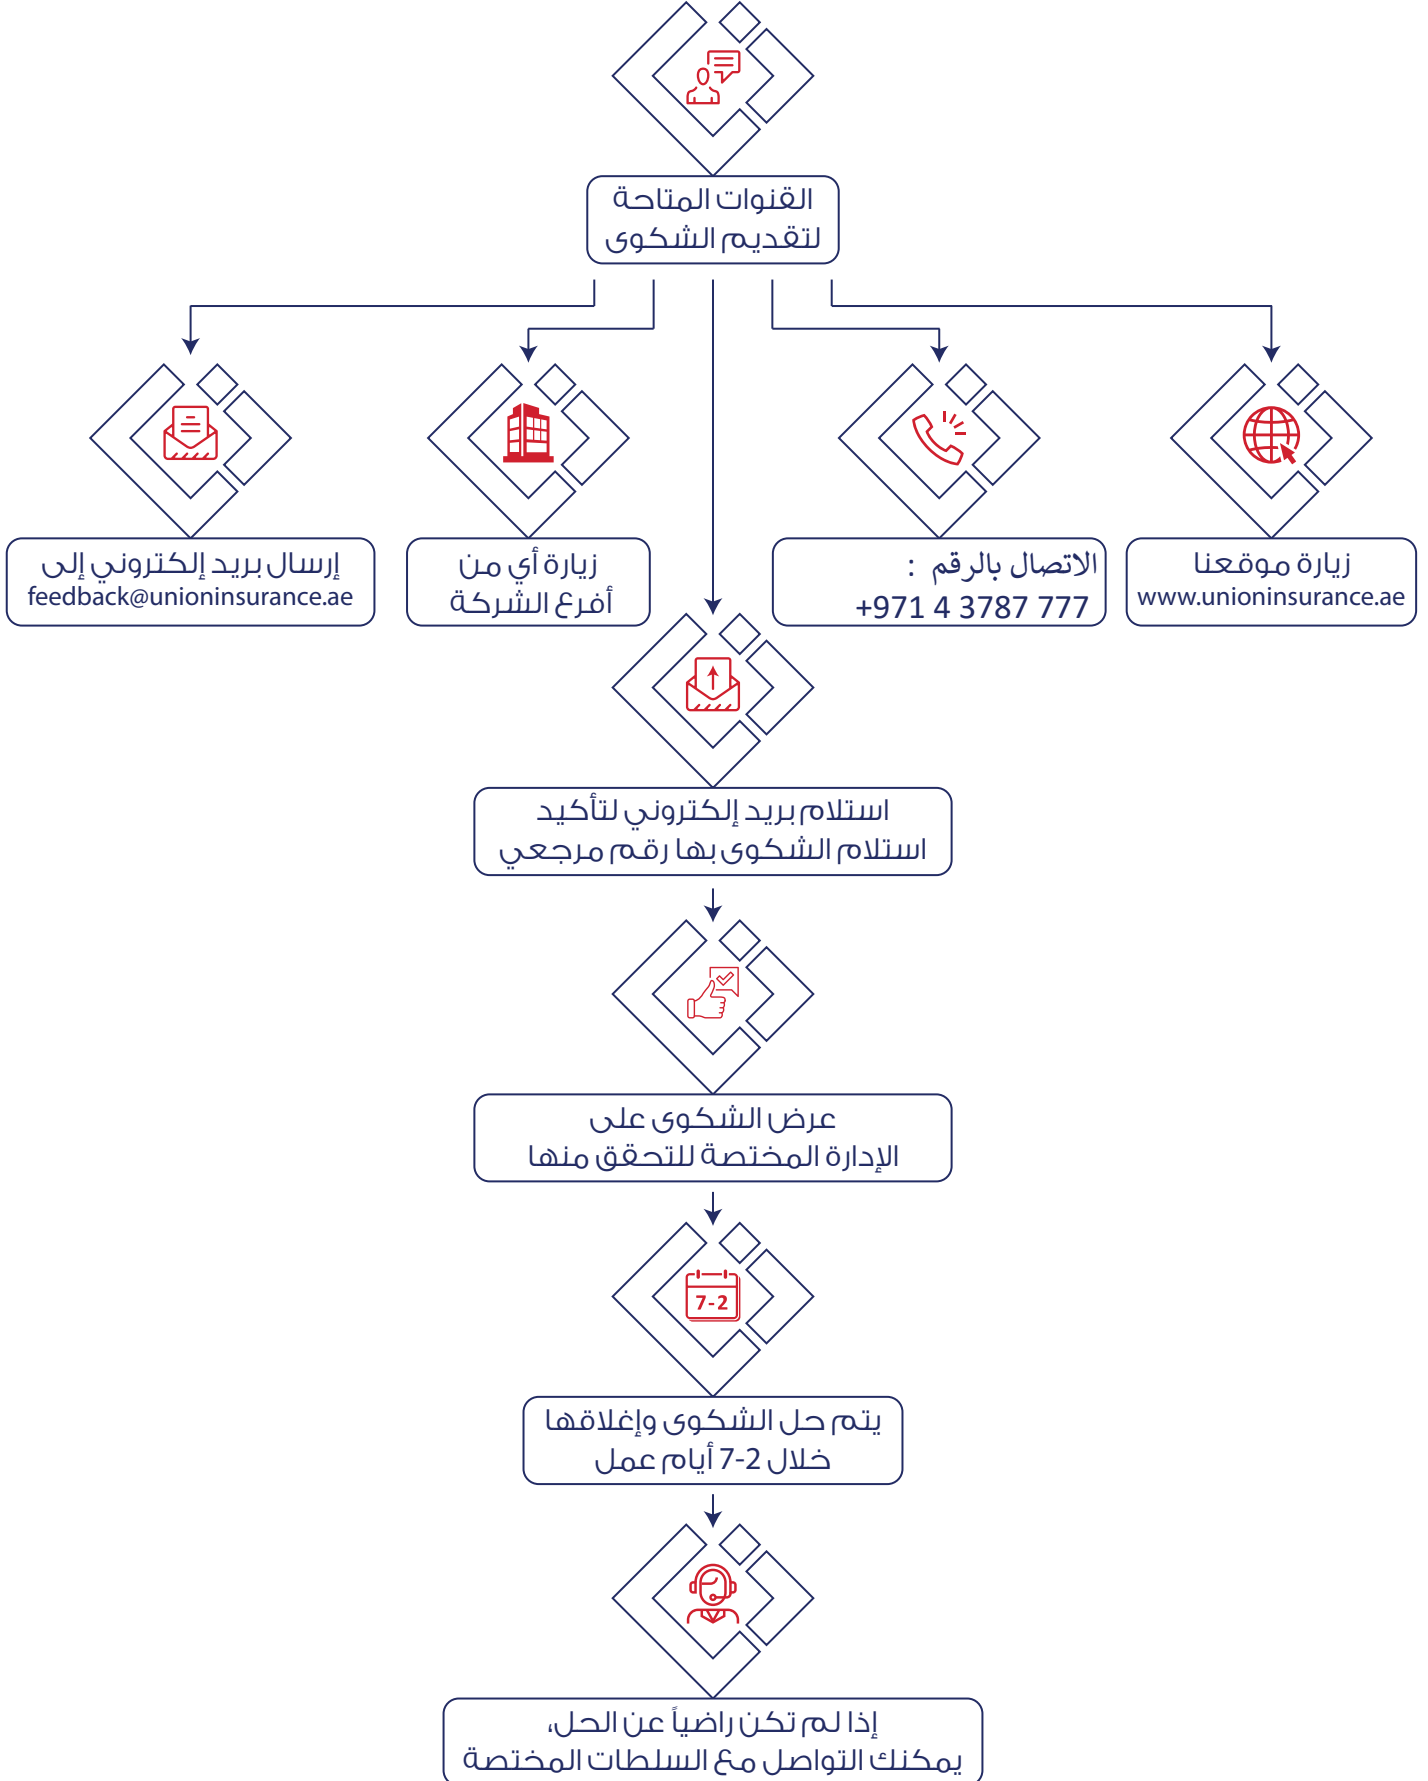 القنوات المتاحة
لتقديم الشكوى
زيارة موقعنا
www.unioninsurance.ae
الاتصال بالرقم :
+971 4 3787 777
زيارة أي من
أفرع الشركة
إرسال بريد إلكتروني إلى
feedback@unioninsurance.ae
استلام بريد إلكتروني لتأكيد
استلام الشكوى بها رقم مرجعي
عرض الشكوى على
الإدارة المختصة للتحقق منها
7-2
يتم حل الشكوى وإغلاقها
خلال 2-7 أيام عمل
إذا لم تكن راضياً عن الحل،
يمكنك التواصل مع السلطات المختصة